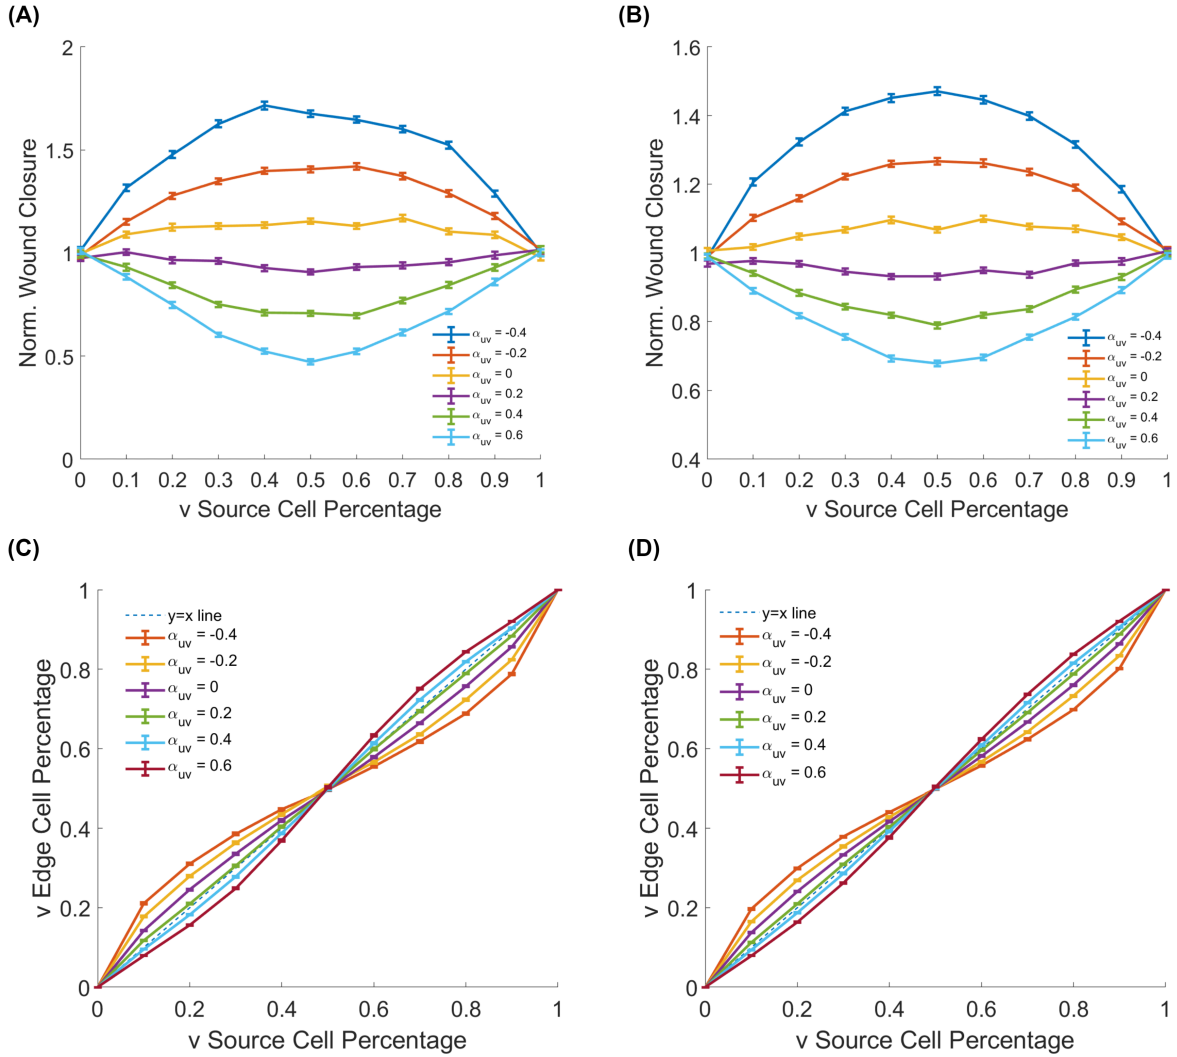 (A)
Norm. Wound Closure
2
1.5
1
0.5
0
0 0.1 0.2 0.3 0.4 0.5 0.6 0.7 0.8 0.9 1
v Source Cell Percentage
αuv = -0.4
αuv = -0.2
αuv = 0
αuv = 0.2
αuv = 0.4
αuv = 0.6
(B)
Norm. Wound Closure
1.6
1.4
1.2
1
0.8
0.6
0.4
0 0.1 0.2 0.3 0.4 0.5 0.6 0.7 0.8 0.9 1
v Source Cell Percentage
αuv = -0.4
αuv = -0.2
αuv = 0
αuv = 0.2
αuv = 0.4
αuv = 0.6
(C)
v Edge Cell Percentage
1
0.8
0.6
0.4
0.2
0
0 0.2 0.4 0.6 0.8 1
v Source Cell Percentage
y=x line
αuv = -0.4
αuv = -0.2
αuv = 0
αuv = 0.2
αuv = 0.4
αuv = 0.6
(D)
v Edge Cell Percentage
1
0.8
0.6
0.4
0.2
0
0 0.2 0.4 0.6 0.8 1
v Source Cell Percentage
y=x line
αuv = -0.4
αuv = -0.2
αuv = 0
αuv = 0.2
αuv = 0.4
αuv = 0.6